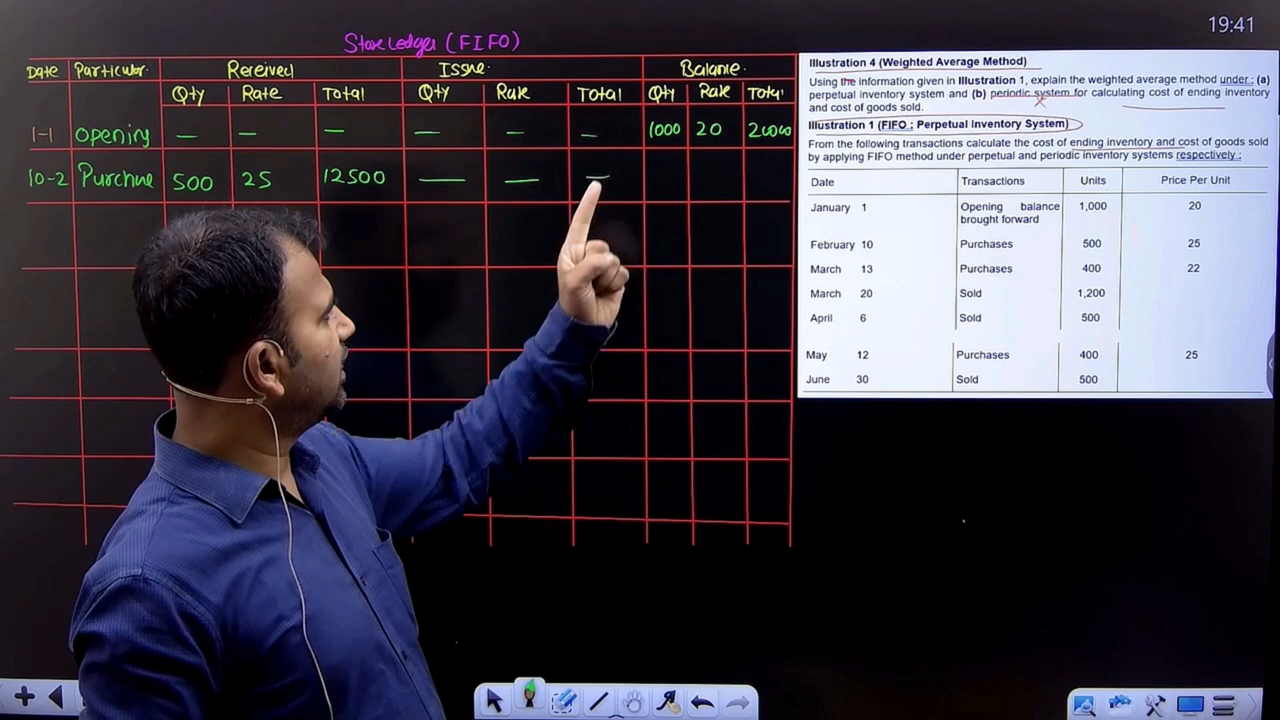 19:41
Store Ledger (FIFO)
Date Particular. Received Issue. Balance.
Qty Rate Total Qty Rate Total Qty Rate Total
1-1 opening — — — — — — 1000 20 20000
10-2 Purchase 500 25 12500 — — —
Illustration 4 (Weighted Average Method)
Using the information given in Illustration 1, explain the weighted average method under : (a)
perpetual inventory system and (b) periodic system for calculating cost of ending inventory
and cost of goods sold.
Illustration 1 (FIFO : Perpetual Inventory System)
From the following transactions calculate the cost of ending inventory and cost of goods sold
by applying FIFO method under perpetual and periodic inventory systems respectively :
Date Transactions Units Price Per Unit
January 1 Opening balance 1,000 20
brought forward
February 10 Purchases 500 25
March 13 Purchases 400 22
March 20 Sold 1,200
April 6 Sold 500
May 12 Purchases 400 25
June 30 Sold 500